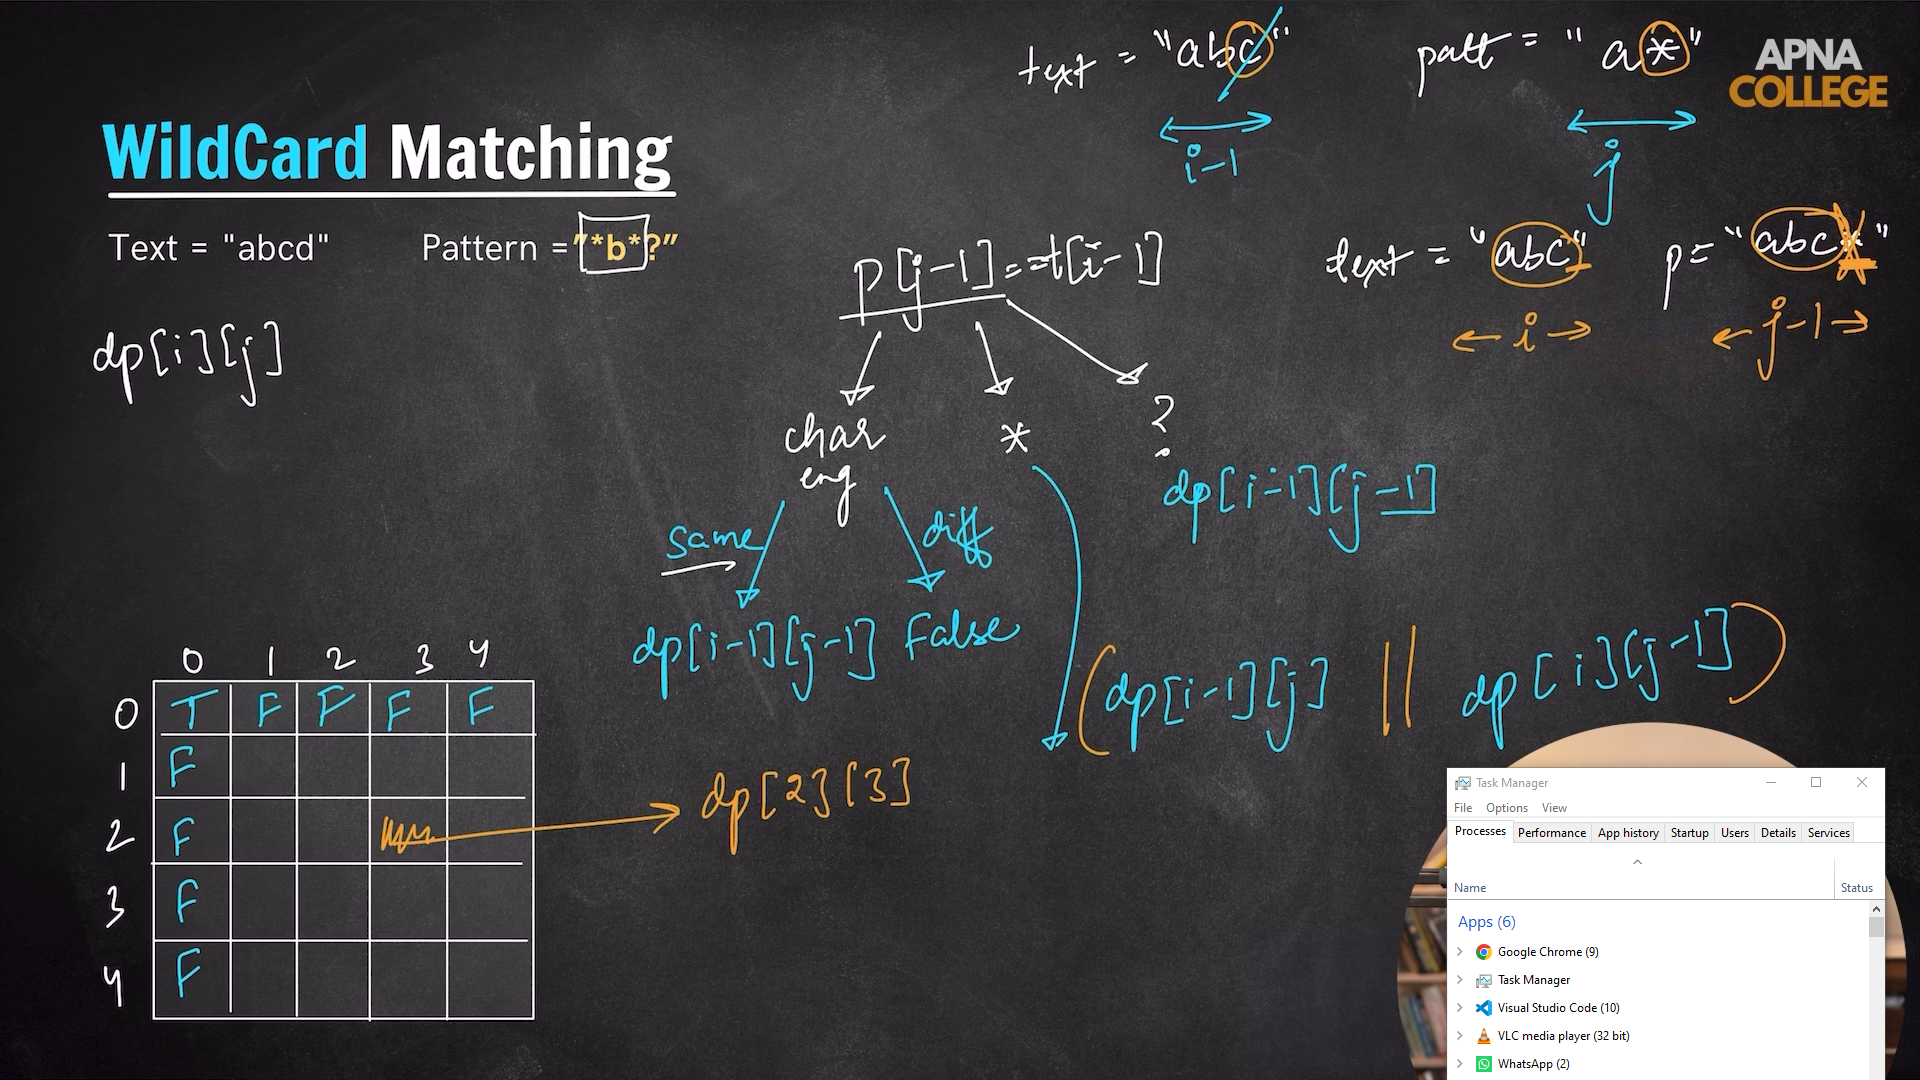 text = "abc"
patt = "a*"
APNA
COLLEGE
i-1
j
WildCard Matching
Text = "abcd"
Pattern = "*b*?"
p[j-1]==t[i-1]
text = "abc"
p= "abc*"
i
j-1
dp[i][j]
char
eng
*
?
dp[i-1][j-1]
same
diff
dp[i-1][j-1]
False
(dp[i-1][j] || dp[i][j-1])
0 1 2 3 4
0 T F F F F
1 F
2 F
3 F
4 F
dp[2][3]
Task Manager
File Options View
Processes Performance App history Startup Users Details Services
Name Status
Apps (6)
Google Chrome (9)
Task Manager
Visual Studio Code (10)
VLC media player (32 bit)
WhatsApp (2)